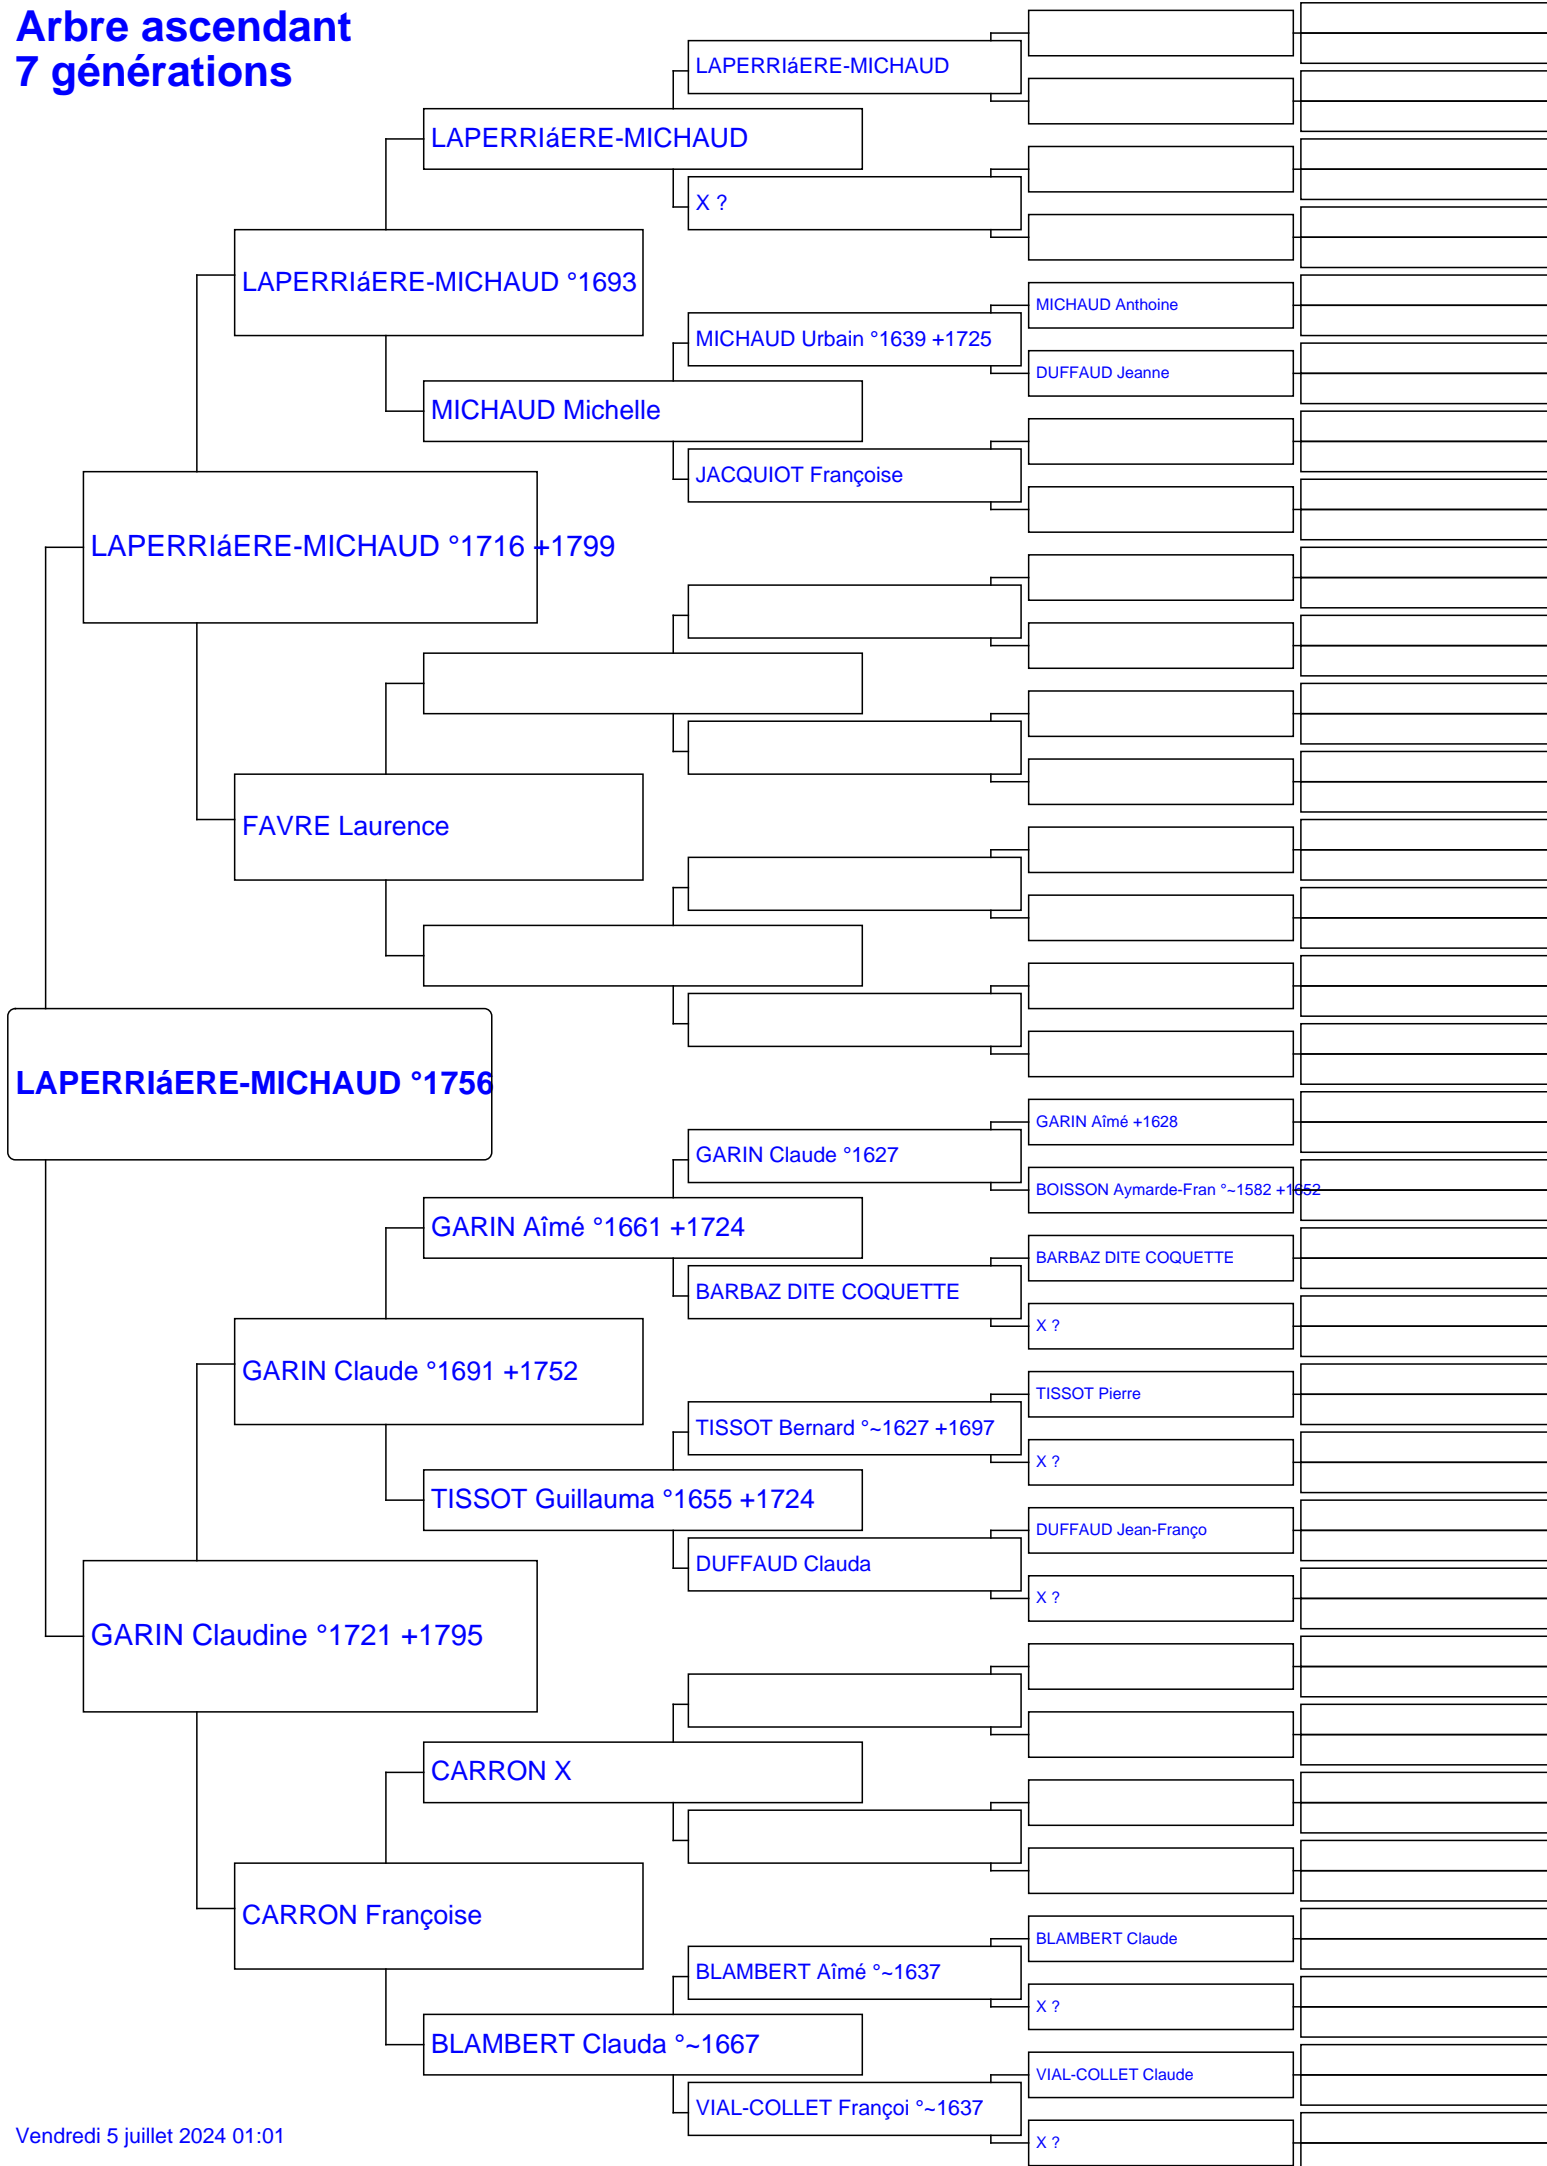 Arbre ascendant
7 générations
LAPERRIáERE-MICHAUD
LAPERRIáERE-MICHAUD
X ?
LAPERRIáERE-MICHAUD °1693
MICHAUD Anthoine
MICHAUD Urbain °1639 +1725
DUFFAUD Jeanne
MICHAUD Michelle
JACQUIOT Françoise
LAPERRIáERE-MICHAUD °1716 +1799
FAVRE Laurence
LAPERRIáERE-MICHAUD °1756
GARIN Aîmé +1628
GARIN Claude °1627
BOISSON Aymarde-Fran °~1582 +1652
GARIN Aîmé °1661 +1724
BARBAZ DITE COQUETTE
BARBAZ DITE COQUETTE
X ?
GARIN Claude °1691 +1752
TISSOT Pierre
TISSOT Bernard °~1627 +1697
X ?
TISSOT Guillauma °1655 +1724
DUFFAUD Jean-Franço
DUFFAUD Clauda
X ?
GARIN Claudine °1721 +1795
CARRON X
CARRON Françoise
BLAMBERT Claude
BLAMBERT Aîmé °~1637
X ?
BLAMBERT Clauda °~1667
VIAL-COLLET Claude
VIAL-COLLET Françoi °~1637
X ?
Vendredi 5 juillet 2024 01:01